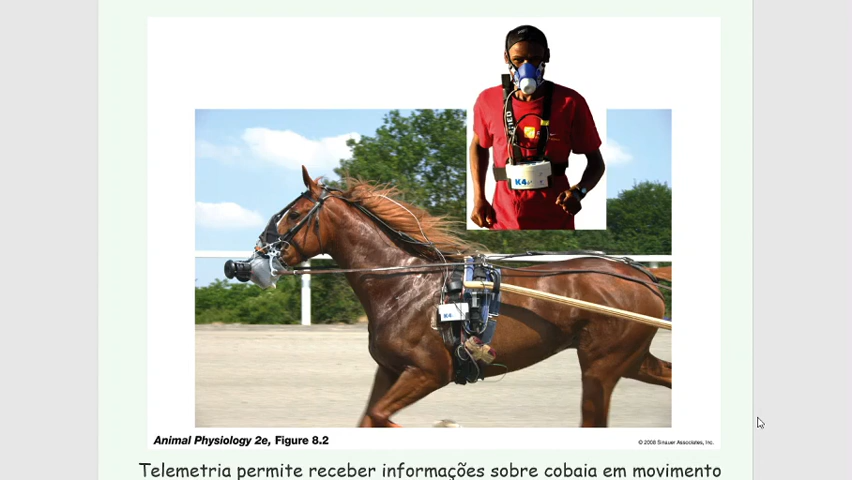 K4
K4
Animal Physiology 2e, Figure 8.2
© 2008 Sinauer Associates, Inc.
Telemetria permite receber informações sobre cobaia em movimento